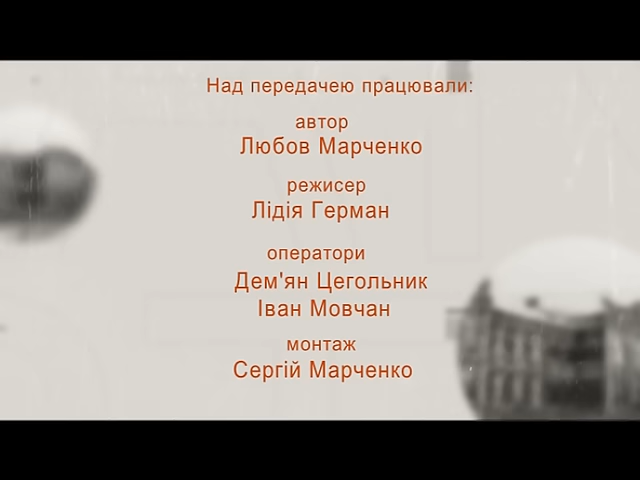 Над передачею працювали:
автор
Любов Марченко
режисер
Лідія Герман
оператори
Дем'ян Цегольник
Іван Мовчан
монтаж
Сергій Марченко